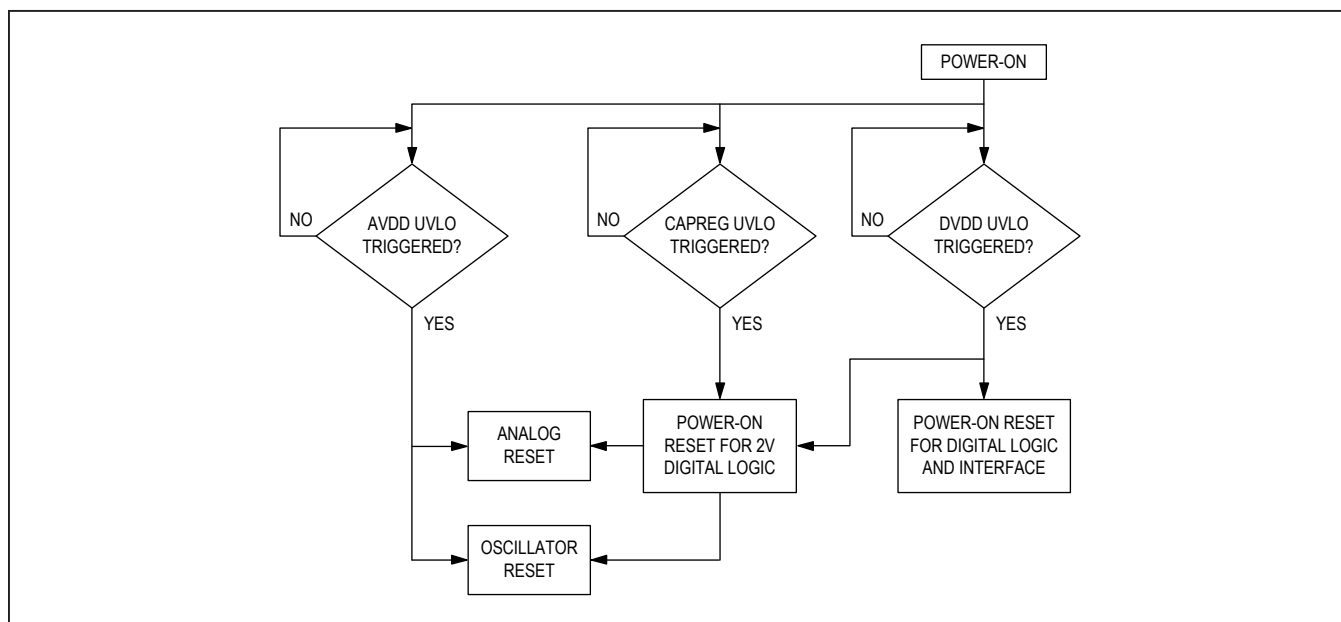 POWER-ON
NO
AVDD UVLO
TRIGGERED?
YES
NO
CAPREG UVLO
TRIGGERED?
YES
NO
DVDD UVLO
TRIGGERED?
YES
ANALOG
RESET
POWER-ON
RESET FOR 2V
DIGITAL LOGIC
POWER-ON RESET
FOR DIGITAL LOGIC
AND INTERFACE
OSCILLATOR
RESET